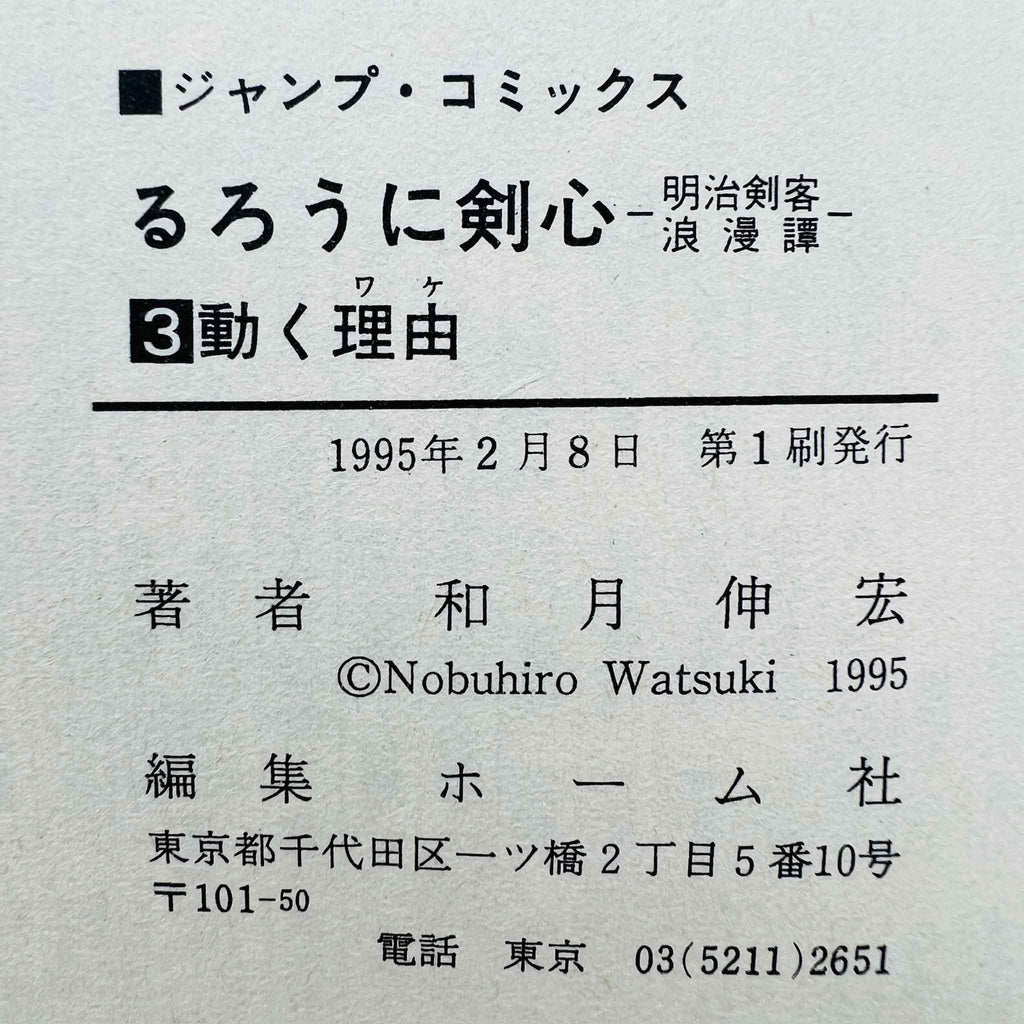 ■ジャンプ・コミックス
るろうに剣心-明治剣客浪漫譚-
ワケ
3動く理由
1995年2月8日 第1刷発行
著者 和月伸宏
©Nobuhiro Watsuki 1995
編集 ホーム社
東京都千代田区一ツ橋2丁目5番10号
〒101-50
電話 東京 03(5211)2651